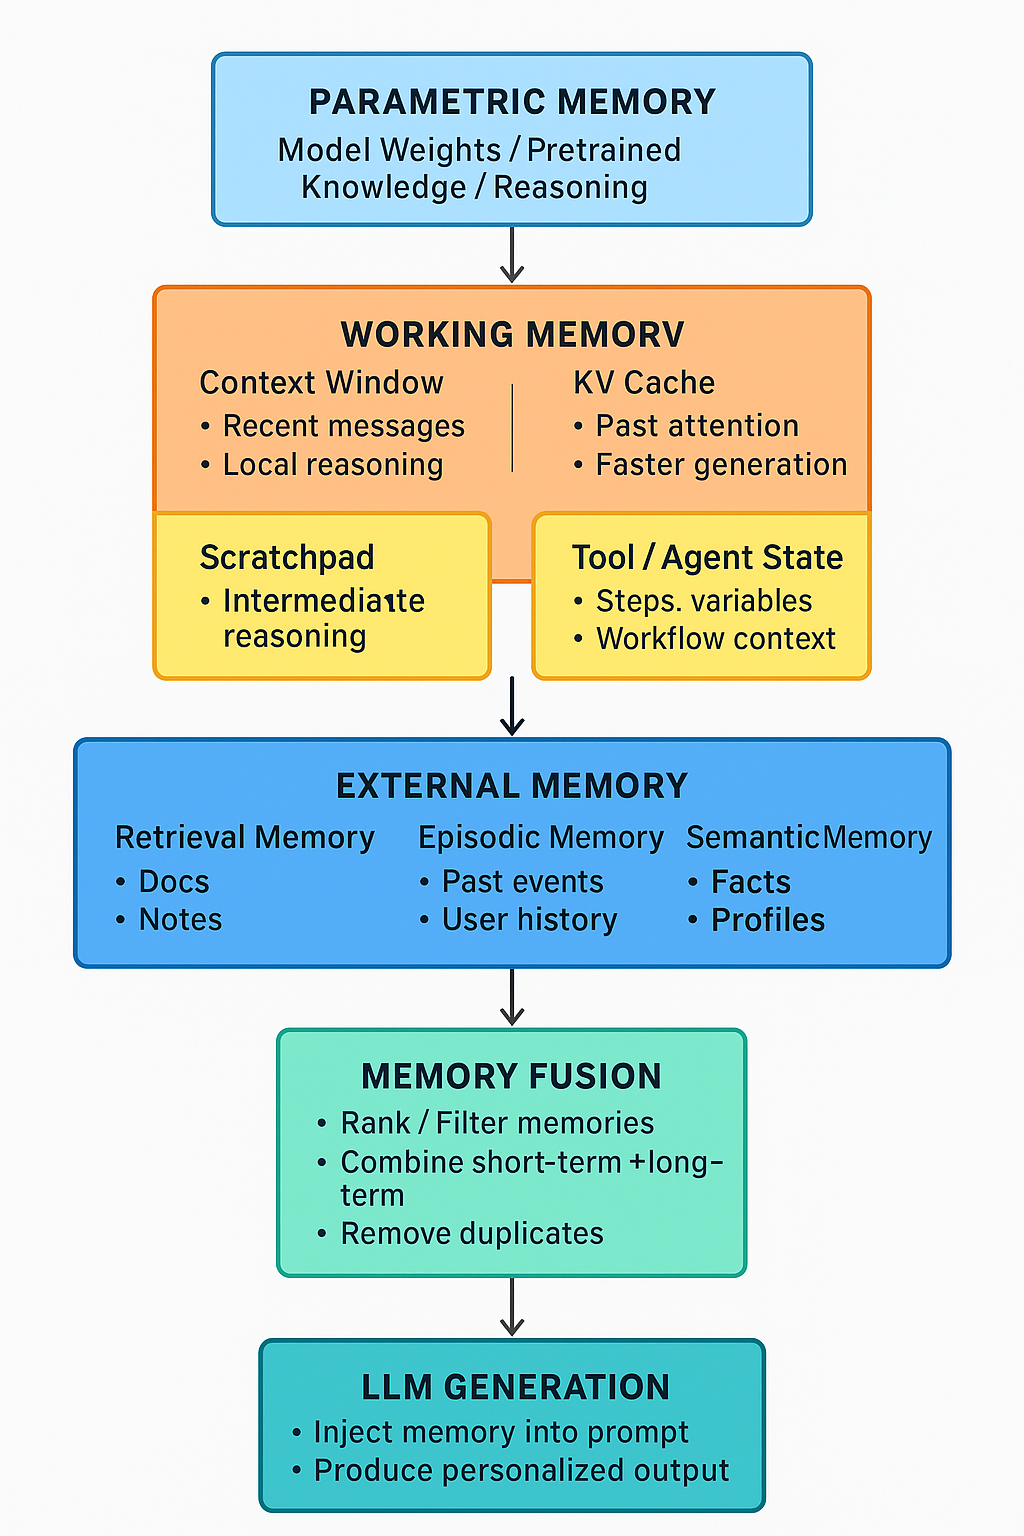 PARAMETRIC MEMORY
Model Weights / Pretrained
Knowledge / Reasoning
WORKING MEMORV
Context Window
• Recent messages
• Local reasoning
KV Cache
• Past attention
• Faster generation
Scratchpad
• Intermediaıte
reasoning
Tool / Agent State
• Steps. variables
• Workflow context
EXTERNAL MEMORY
Retrieval Memory
• Docs
• Notes
Episodic Memory
• Past events
• User history
Semantic Memory
• Facts
• Profiles
MEMORY FUSION
• Rank / Filter memories
• Combine short-term +long-
term
• Remove duplicates
LLM GENERATION
• Inject memory into prompt
• Produce personalized output